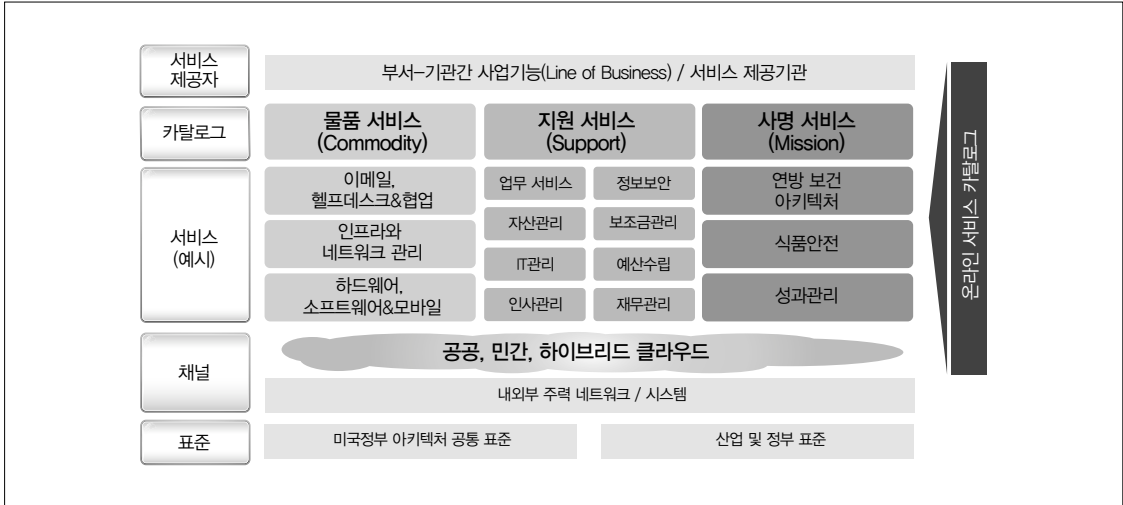 서비스
제공자
부서-기관간 사업기능(Line of Business) / 서비스 제공기관
카탈로그
물품 서비스
(Commodity)
지원 서비스
(Support)
사명 서비스
(Mission)
서비스
(예시)
이메일,
헬프데스크&협업
인프라와
네트워크 관리
하드웨어,
소프트웨어&모바일
업무 서비스
정보보안
자산관리
보조금관리
IT관리
예산수립
인사관리
재무관리
연방 보건
아키텍처
식품안전
성과관리
채널
공공, 민간, 하이브리드 클라우드
내외부 주력 네트워크 / 시스템
표준
미국정부 아키텍처 공통 표준
산업 및 정부 표준
온라인 서비스 카탈로그